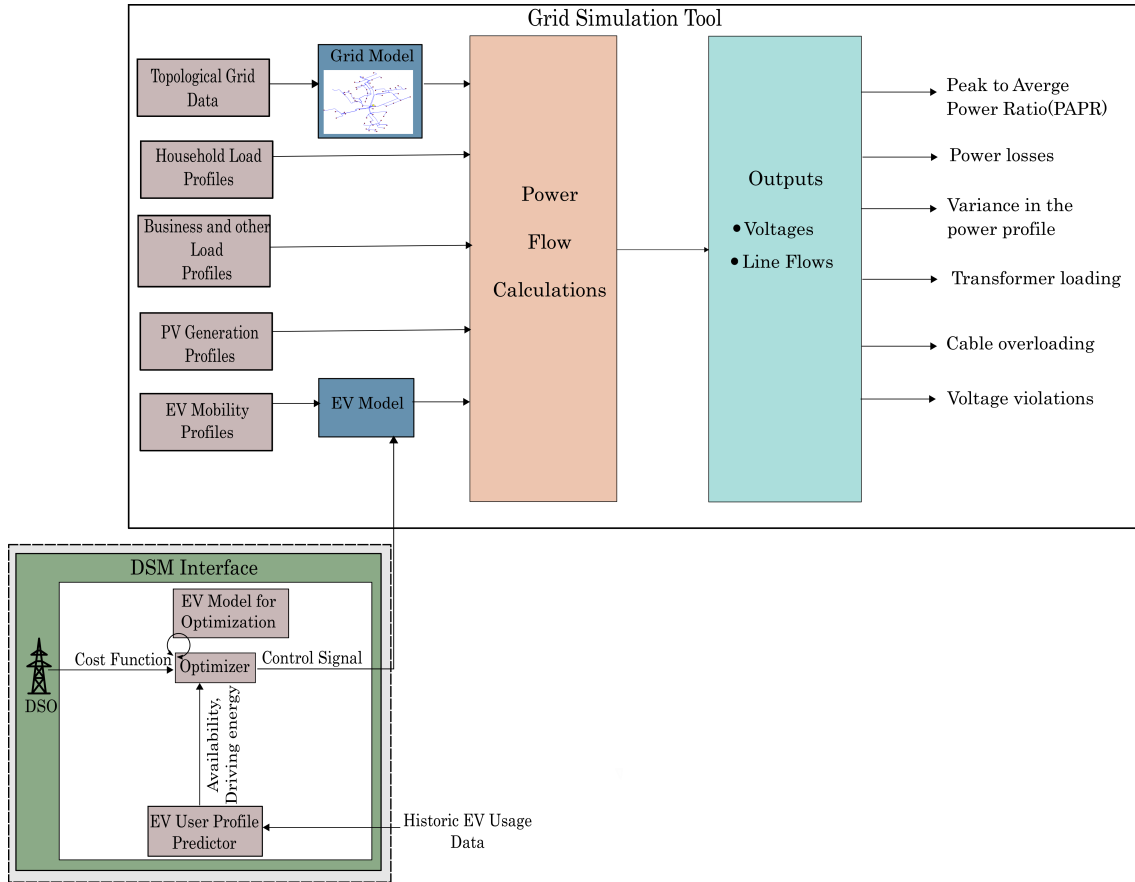 Grid Simulation Tool
Topological Grid
Data
Grid Model
Household Load
Profiles
Business and other
Load
Profiles
PV Generation
Profiles
EV Mobility
Profiles
EV Model
Power
Flow
Calculations
Outputs
• Voltages
• Line Flows
Peak to Averge
Power Ratio(PAPR)
Power losses
Variance in the
power profile
Transformer loading
Cable overloading
Voltage violations
DSM Interface
EV Model for
Optimization
Cost Function
Optimizer
Control Signal
DSO
Availability,
Driving energy
EV User Profile
Predictor
Historic EV Usage
Data